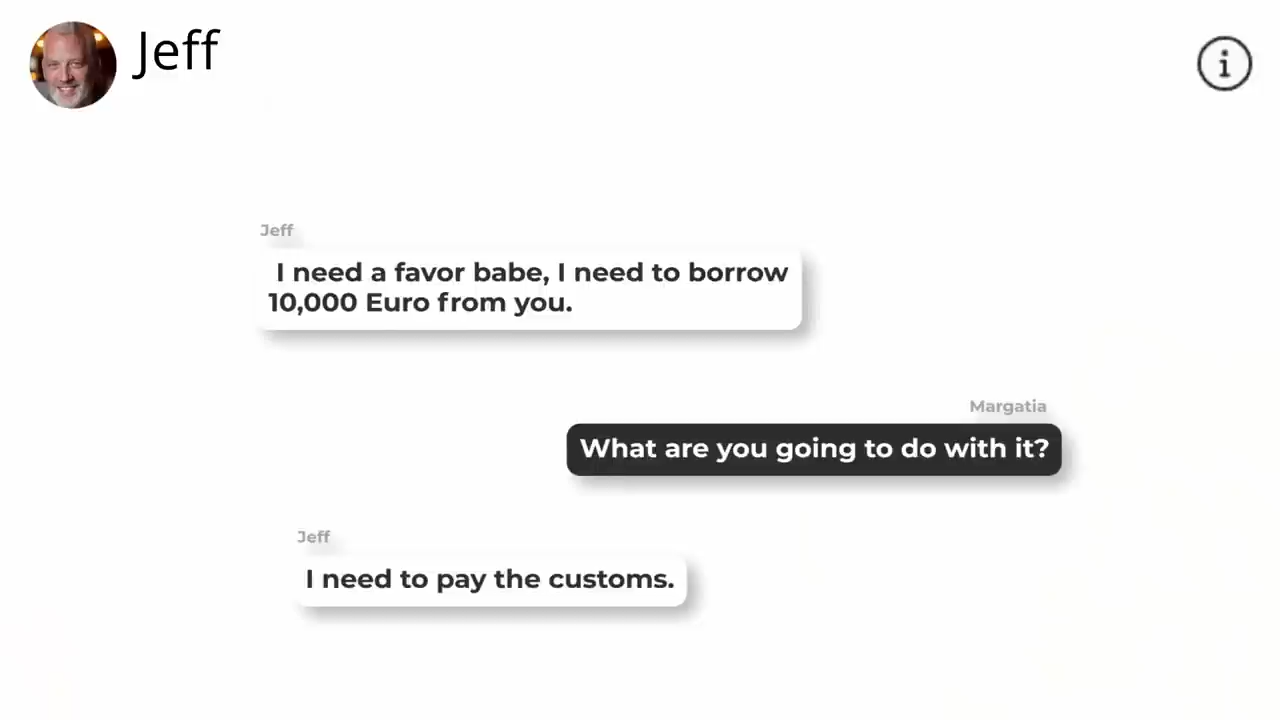 Jeff
Jeff
I need a favor babe, I need to borrow
10,000 Euro from you.
Margatia
What are you going to do with it?
Jeff
I need to pay the customs.